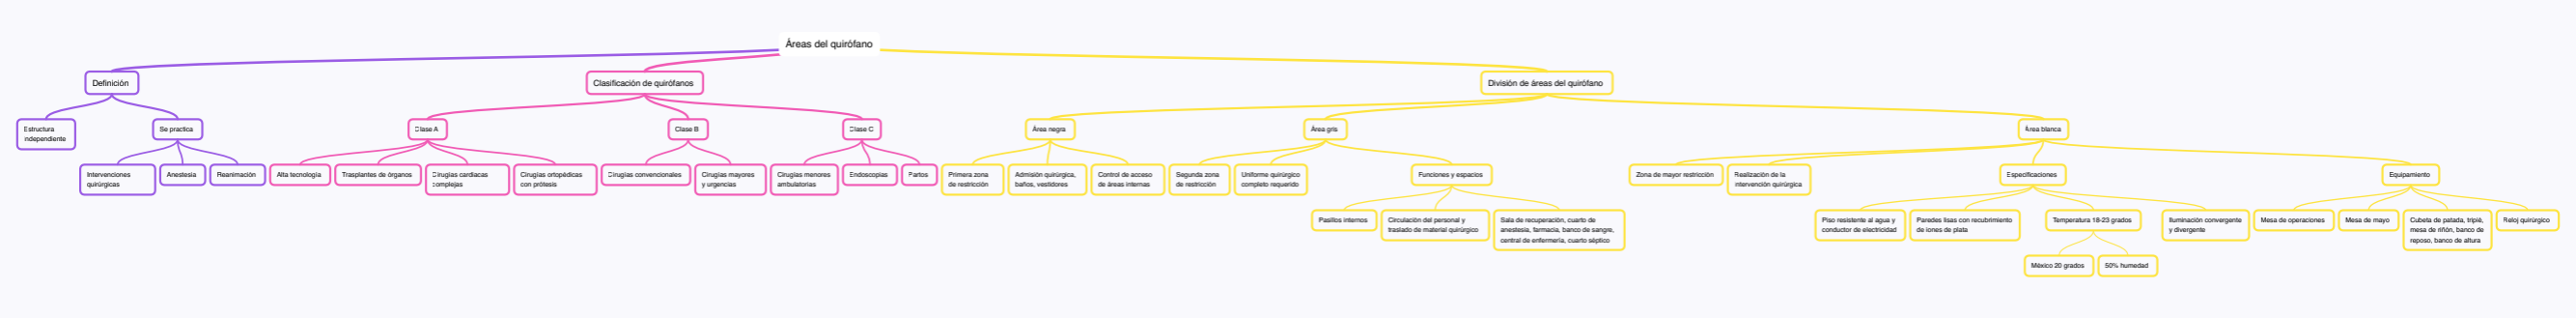 Áreas del quirófano
Definición
Clasificación de quirófanos
División de áreas del quirófano
Estructura
independiente
Se practica
Clase A
Clase B
Clase C
Área negra
Área gris
Área blanca
Intervenciones
quirúrgicas
Anestesia
Reanimación
Alta tecnología
Trasplantes de órganos
Cirugías cardiacas
complejas
Cirugías ortopédicas
con prótesis
Cirugías convencionales
Cirugías mayores
y urgencias
Cirugías menores
ambulatorias
Endoscopias
Partos
Primera zona
de restricción
Admisión quirúrgica,
baños, vestidores
Control de acceso
de áreas internas
Segunda zona
de restricción
Uniforme quirúrgico
completo requerido
Funciones y espacios
Zona de mayor restricción
Realización de la
intervención quirúrgica
Especificaciones
Equipamiento
Pasillos internos
Circulación del personal y
traslado de material quirúrgico
Sala de recuperación, cuarto de
anestesia, farmacia, banco de sangre,
central de enfermería, cuarto séptico
Piso resistente al agua y
conductor de electricidad
Paredes lisas con recubrimiento
de iones de plata
Temperatura 18-23 grados
Iluminación convergente
y divergente
Mesa de operaciones
Mesa de mayo
Cubeta de patada, tripié,
mesa de riñón, banco de
reposo, banco de altura
Reloj quirúrgico
México 20 grados
50% humedad